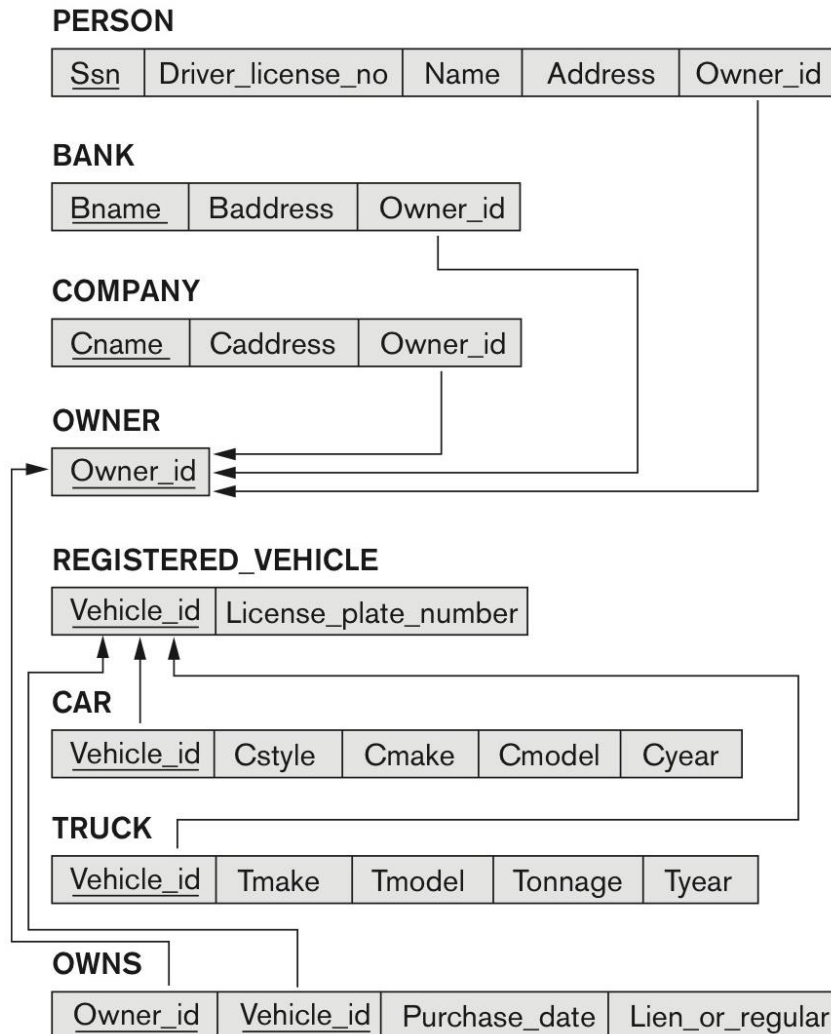 PERSON
Ssn Driver_license_no Name Address Owner_id
BANK
Bname Baddress Owner_id
COMPANY
Cname Caddress Owner_id
OWNER
Owner_id
REGISTERED_VEHICLE
Vehicle_id License_plate_number
CAR
Vehicle_id Cstyle Cmake Cmodel Cyear
TRUCK
Vehicle_id Tmake Tmodel Tonnage Tyear
OWNS
Owner_id Vehicle_id Purchase_date Lien_or_regular